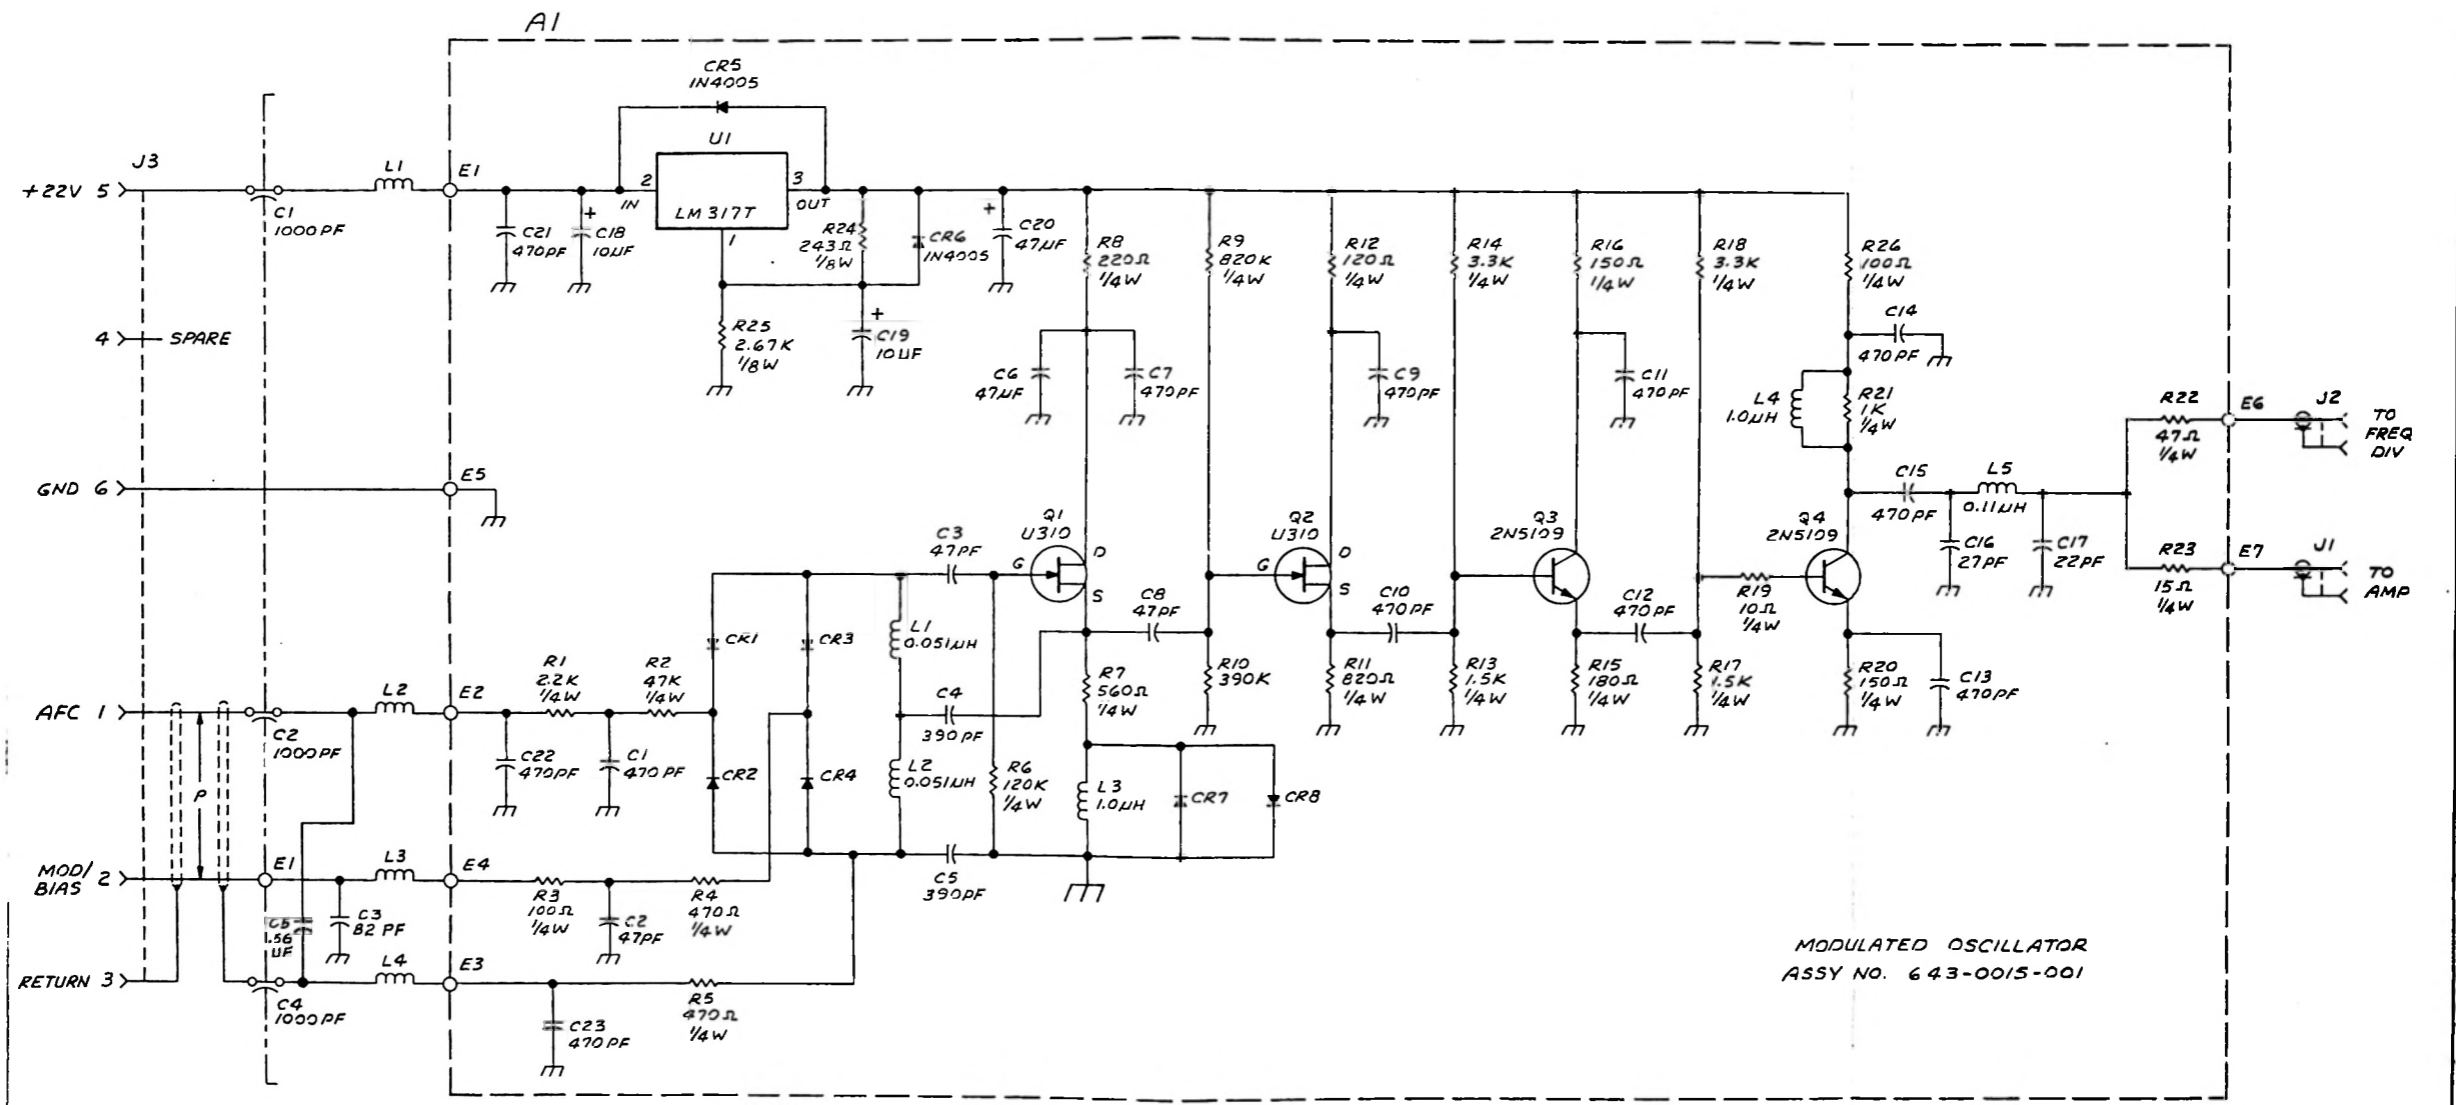 A1
CR5
1N4005
U1
2
IN
LM317T
3
OUT
1
J3
+22V 5
C1
1000PF
L1
E1
C21
470PF
+
C18
10UF
R24
243Ω
1/8W
CR6
1N4005
+
C20
47UF
R25
2.67K
1/8W
+
C19
10UF
R8
220Ω
1/4W
R9
820K
1/4W
R12
120Ω
1/4W
R14
3.3K
1/4W
R16
150Ω
1/4W
R18
3.3K
1/4W
R26
100Ω
1/4W
C14
470PF
4
SPARE
C6
47UF
C7
470PF
C9
470PF
C11
470PF
L4
1.0UH
R21
1K
1/4W
R22
47Ω
1/4W
E6
J2
TO
FREQ
DIV
GND 6
E5
C3
47PF
Q1
U310
G
D
S
C8
47PF
Q2
U310
G
D
S
C10
470PF
Q3
2N5109
C12
470PF
R19
10Ω
1/4W
Q4
2N5109
C15
470PF
L5
0.11UH
C16
27PF
C17
22PF
R23
15Ω
1/4W
E7
J1
TO
AMP
CR1
CR3
L1
0.051UH
AFC 1
C2
1000PF
L2
E2
R1
2.2K
1/4W
R2
47K
1/4W
C22
470PF
C1
470PF
CR2
CR4
C4
390PF
L2
0.051UH
R6
120K
1/4W
R7
560Ω
1/4W
L3
1.0UH
CR7
CR8
R10
390K
R11
820Ω
1/4W
R13
1.5K
1/4W
R15
180Ω
1/4W
R17
1.5K
1/4W
R20
150Ω
1/4W
C13
470PF
P
MOD/
BIAS 2
E1
L3
E4
R3
100Ω
1/4W
C2
47PF
R4
470Ω
1/4W
C5
390PF
C5
.56
UF
C3
82 PF
RETURN 3
C4
1000PF
L4
E3
C23
470PF
R5
470Ω
1/4W
MODULATED OSCILLATOR
ASSY NO. 643-0015-001